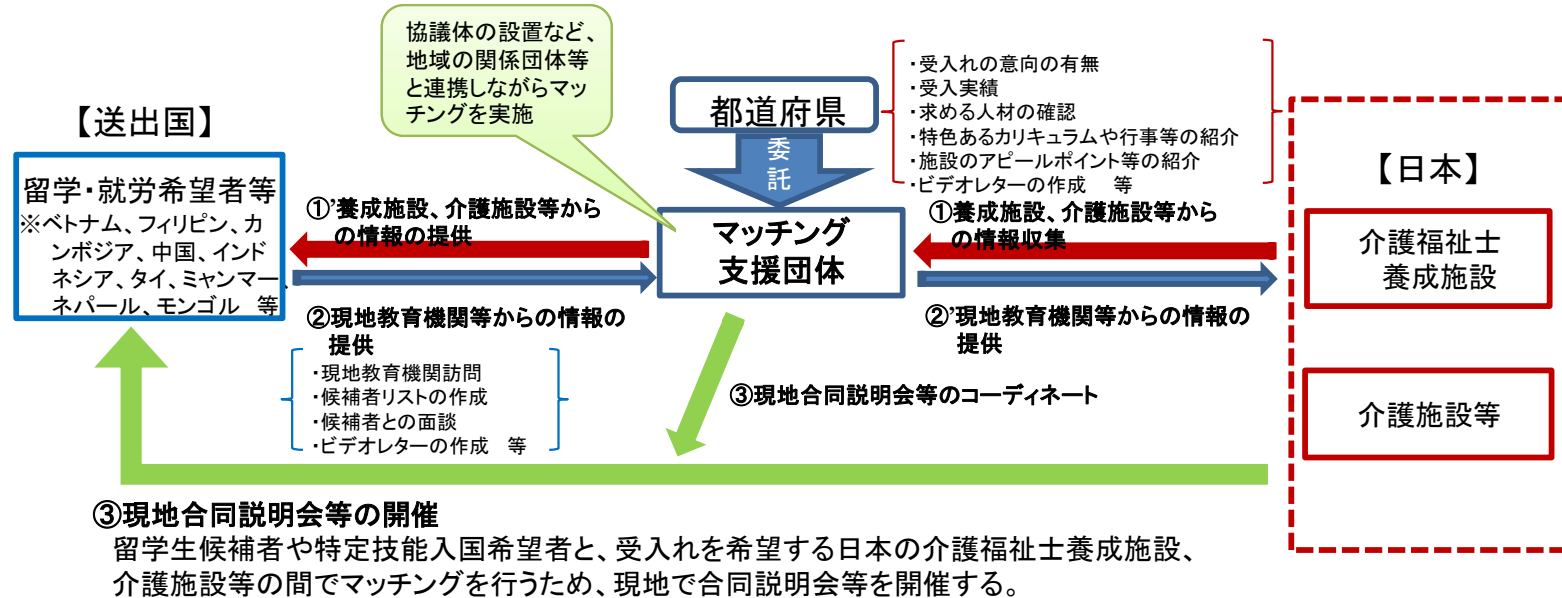 協議体の設置など、
地域の関係団体等
と連携しながらマッ
チングを実施
都道府県
委
託
・受入れの意向の有無
・受入実績
・求める人材の確認
・特色あるカリキュラムや行事等の紹介
・施設のアピールポイント等の紹介
・ビデオレターの作成　等
【送出国】
留学・就労希望者等
※ベトナム、フィリピン、カ
ンボジア、中国、インド
ネシア、タイ、ミャンマー、
ネパール、モンゴル　等
①’養成施設、介護施設等から
の情報の提供
マッチング
支援団体
①養成施設、介護施設等から
の情報収集
【日本】
介護福祉士
養成施設
介護施設等
②現地教育機関等からの情報の
提供
・現地教育機関訪問
・候補者リストの作成
・候補者との面談
・ビデオレターの作成　等
②’現地教育機関等からの情報の
提供
③現地合同説明会等のコーディネート
③現地合同説明会等の開催
留学生候補者や特定技能入国希望者と、受入れを希望する日本の介護福祉士養成施設、
介護施設等の間でマッチングを行うため、現地で合同説明会等を開催する。